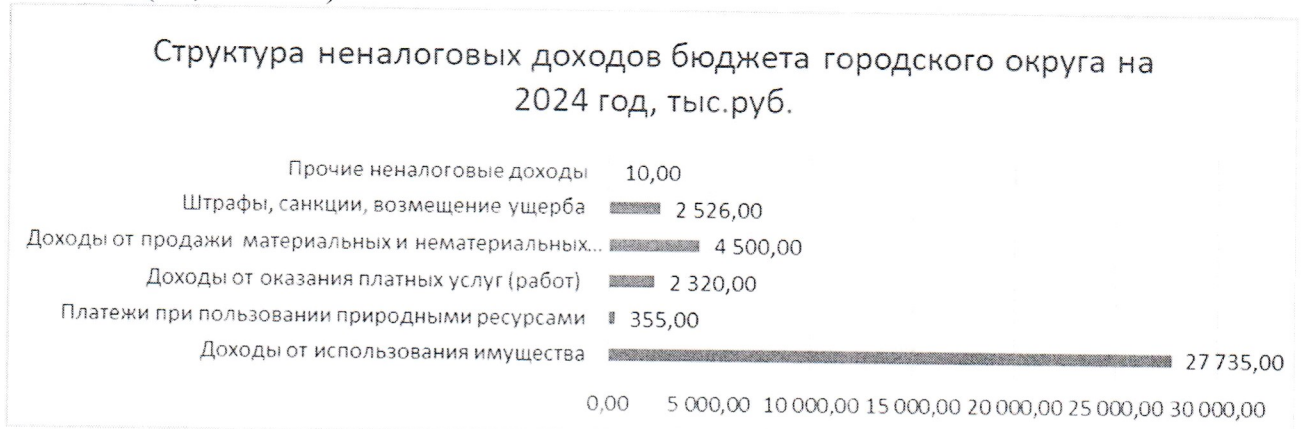 Структура неналоговых доходов бюджета городского округа на
2024 год, тыс.руб.
Прочие неналоговые доходы 10,00
Штрафы, санкции, возмещение ущерба 2 526,00
Доходы от продажи материальных и нематериальных... 4 500,00
Доходы от оказания платных услуг (работ) 2 320,00
Платежи при пользовании природными ресурсами 355,00
Доходы от использования имущества 27 735,00
0,00 5 000,00 10 000,00 15 000,00 20 000,00 25 000,00 30 000,00